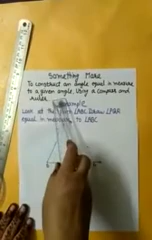 Something More
To construct an angle equal in measure
to a given angle, Using a Compass and
ruler
Example
Look at the given ∠ABC Draw ∠PQR
equal in measure to ∠ABC